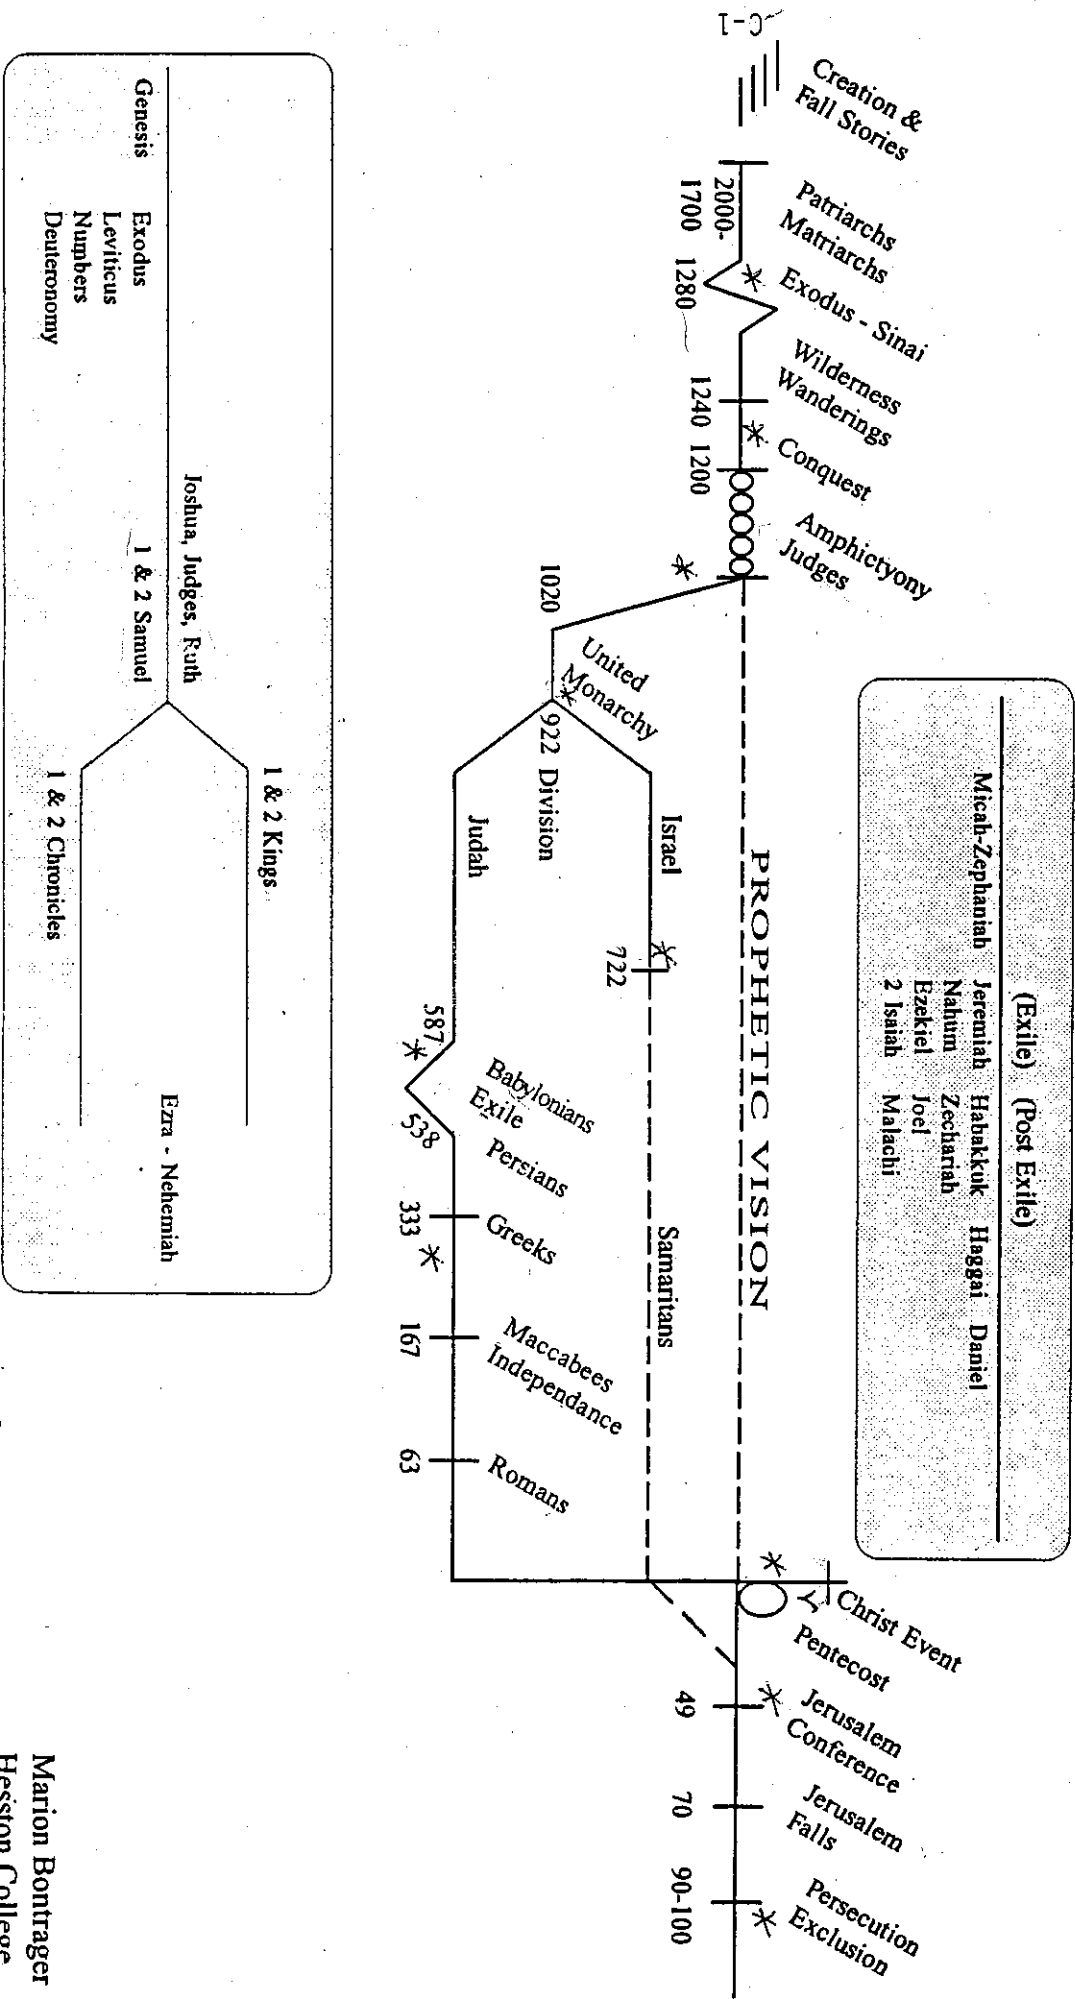 (Exile) (Post Exile)
Micah-Zephaniah Jeremiah Habakkuk Haggai Daniel
Nahum Zechariah
Ezekiel Joel
2 Isaiah Malachi
Creation &
Fall Stories
Patriarchs
Matriarchs
Exodus - Sinai
Wilderness
Wanderings
Conquest
Amphictyony
Judges
PROPHETIC VISION
Christ Event
Pentecost
Jerusalem
Conference
Jerusalem
Falls
Persecution
Exclusion
C-1
2000-
1700
1280
1240
1200
49
70
90-100
1020
United
Monarchy
922 Division
Israel
722
Samaritans
Judah
587
Babylonians
Exile
538
Persians
333
Greeks
167
Maccabees
Independance
63
Romans
1 & 2 Kings
Joshua, Judges, Ruth
1 & 2 Samuel
Ezra - Nehemiah
Genesis
Exodus
Leviticus
Numbers
Deuteronomy
1 & 2 Chronicles
Marion Bontrager
Hesston College